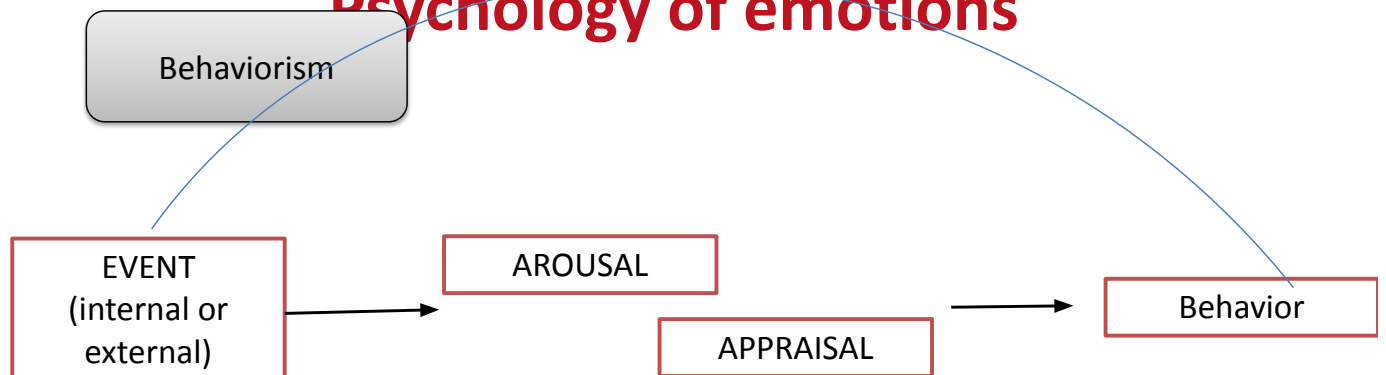 Psychology of emotions
Behaviorism
EVENT
(internal or
external)
AROUSAL
APPRAISAL
Behavior